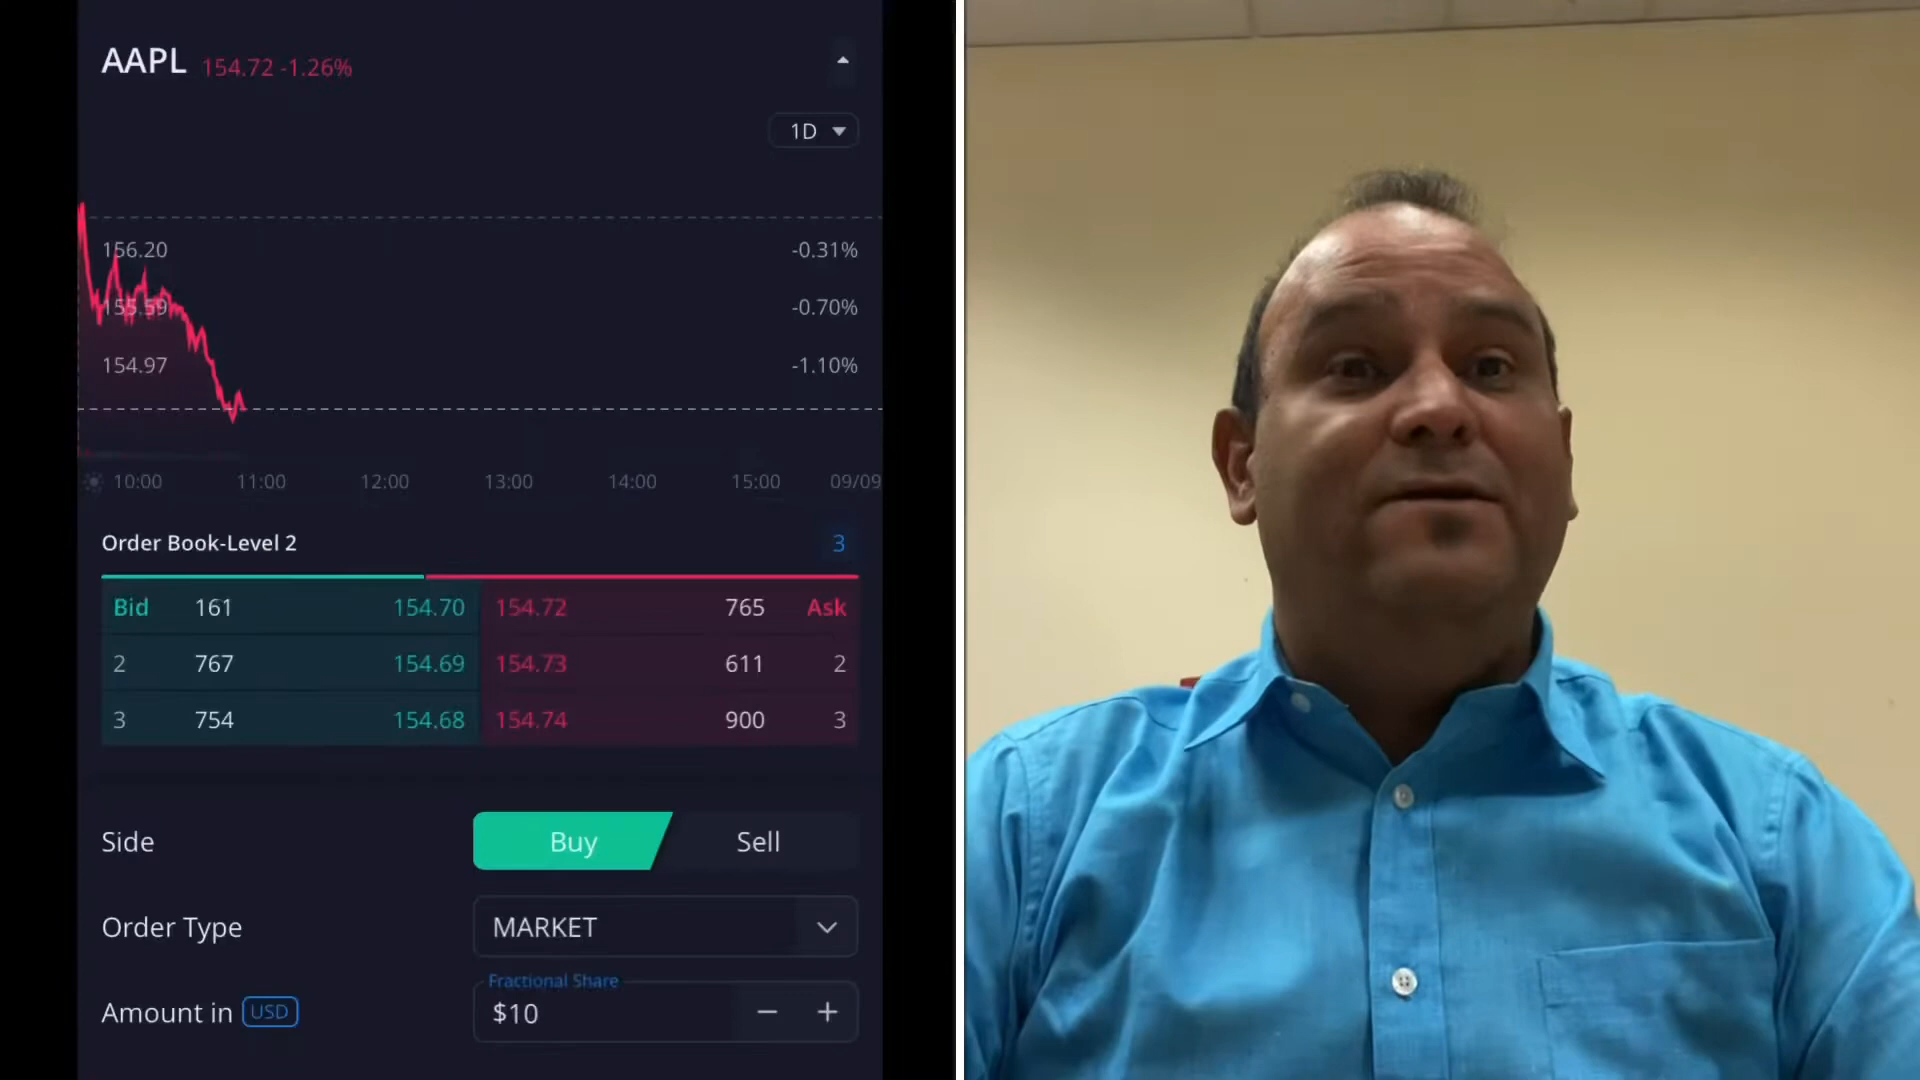 AAPL 154.72 -1.26%
1D
156.20 -0.31%
155.59 -0.70%
154.97 -1.10%
10:00 11:00 12:00 13:00 14:00 15:00 09/09
Order Book-Level 2 3
Bid 161 154.70 154.72 765 Ask
2 767 154.69 154.73 611 2
3 754 154.68 154.74 900 3
Side Buy Sell
Order Type MARKET
Fractional Share
Amount in USD $10 − +